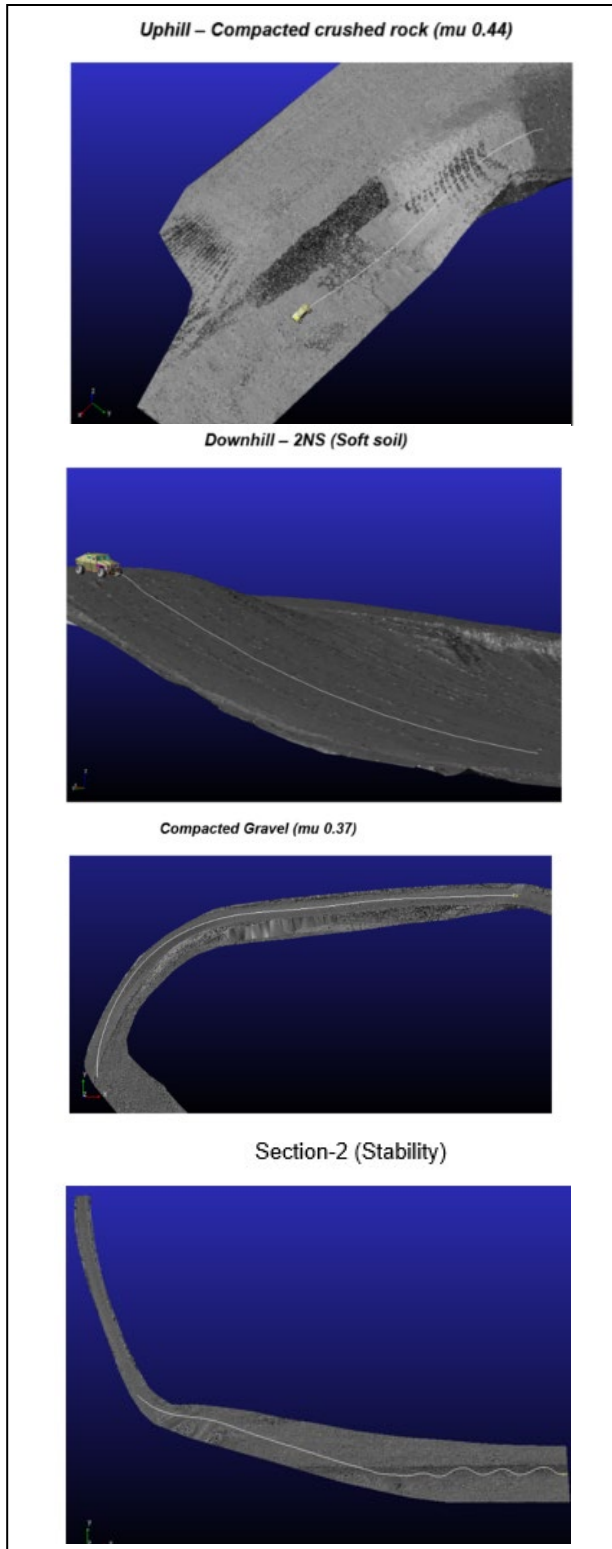 Uphill – Compacted crushed rock (mu 0.44)
Downhill – 2NS (Soft soil)
Compacted Gravel (mu 0.37)
Section-2 (Stability)